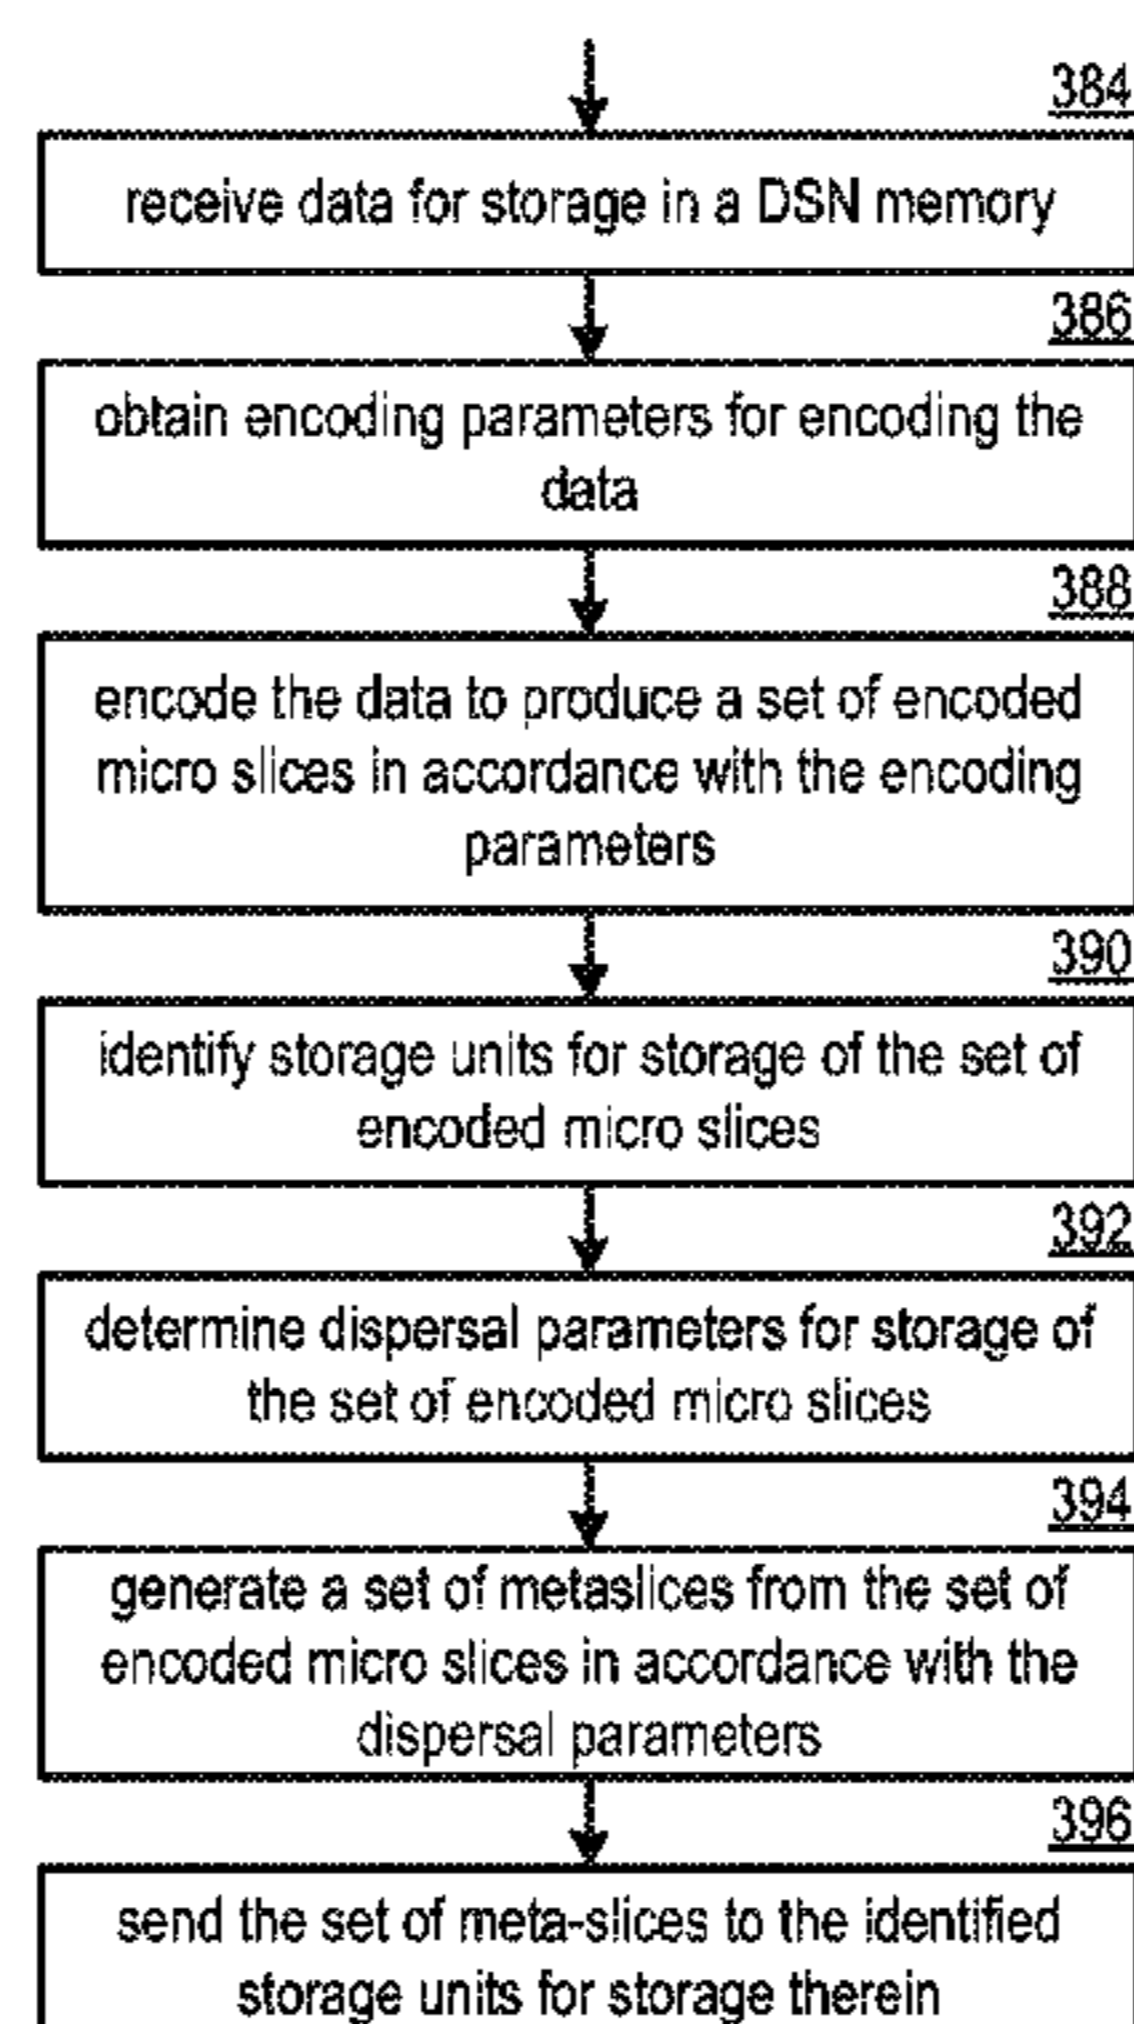 384
receive data for storage in a DSN memory
386
obtain encoding parameters for encoding the
data
388
encode the data to produce a set of encoded
micro slices in accordance with the encoding
parameters
390
identify storage units for storage of the set of
encoded micro slices
392
determine dispersal parameters for storage of
the set of encoded micro slices
394
generate a set of metaslices from the set of
encoded micro slices in accordance with the
dispersal parameters
396
send the set of meta-slices to the identified
storage units for storage therein